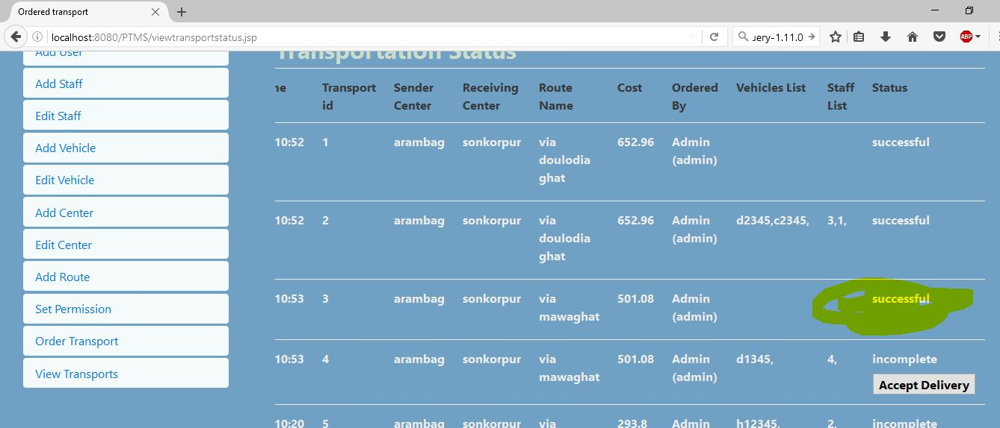 Ordered transport
localhost:8080/PTMS/viewtransportstatus.jsp
uery-1.11.0
ABP
Add User
Transportation Status
Add Staff
Edit Staff
Add Vehicle
Edit Vehicle
Add Center
Edit Center
Add Route
Set Permission
Order Transport
View Transports
ne Transport Sender Receiving Route Cost Ordered Vehicles List Staff Status
id Center Center Name By List
10:52 1 arambag sonkorpur via 652.96 Admin successful
doulodia (admin)
ghat
10:52 2 arambag sonkorpur via 652.96 Admin d2345,c2345, 3,1, successful
doulodia (admin)
ghat
10:53 3 arambag sonkorpur via 501.08 Admin successful
mawaghat (admin)
10:53 4 arambag sonkorpur via 501.08 Admin d1345, 4, incomplete
mawaghat (admin)
Accept Delivery
10:20 5 arambag sonkorpur via 293.8 Admin h12345, 2, incomplete